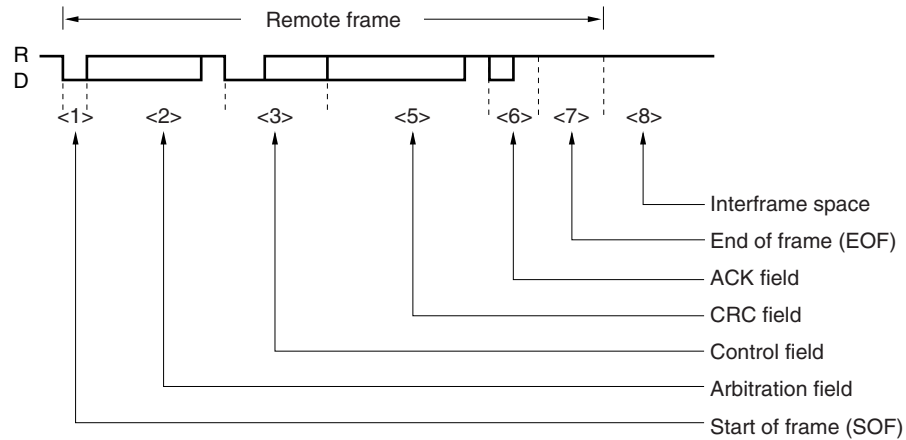 Remote frame
R
D
<1> <2> <3> <5> <6> <7> <8>
Interframe space
End of frame (EOF)
ACK field
CRC field
Control field
Arbitration field
Start of frame (SOF)